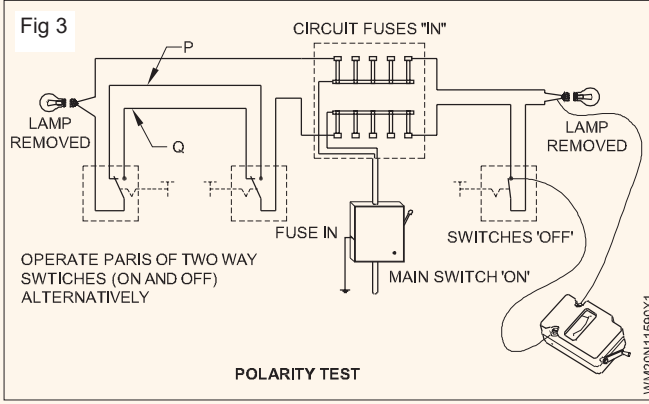 Fig 3
CIRCUIT FUSES "IN"
P
LAMP
REMOVED
Q
LAMP
REMOVED
FUSE IN
SWITCHES 'OFF'
OPERATE PARIS OF TWO WAY
SWTICHES (ON AND OFF)
ALTERNATIVELY
MAIN SWITCH 'ON'
POLARITY TEST